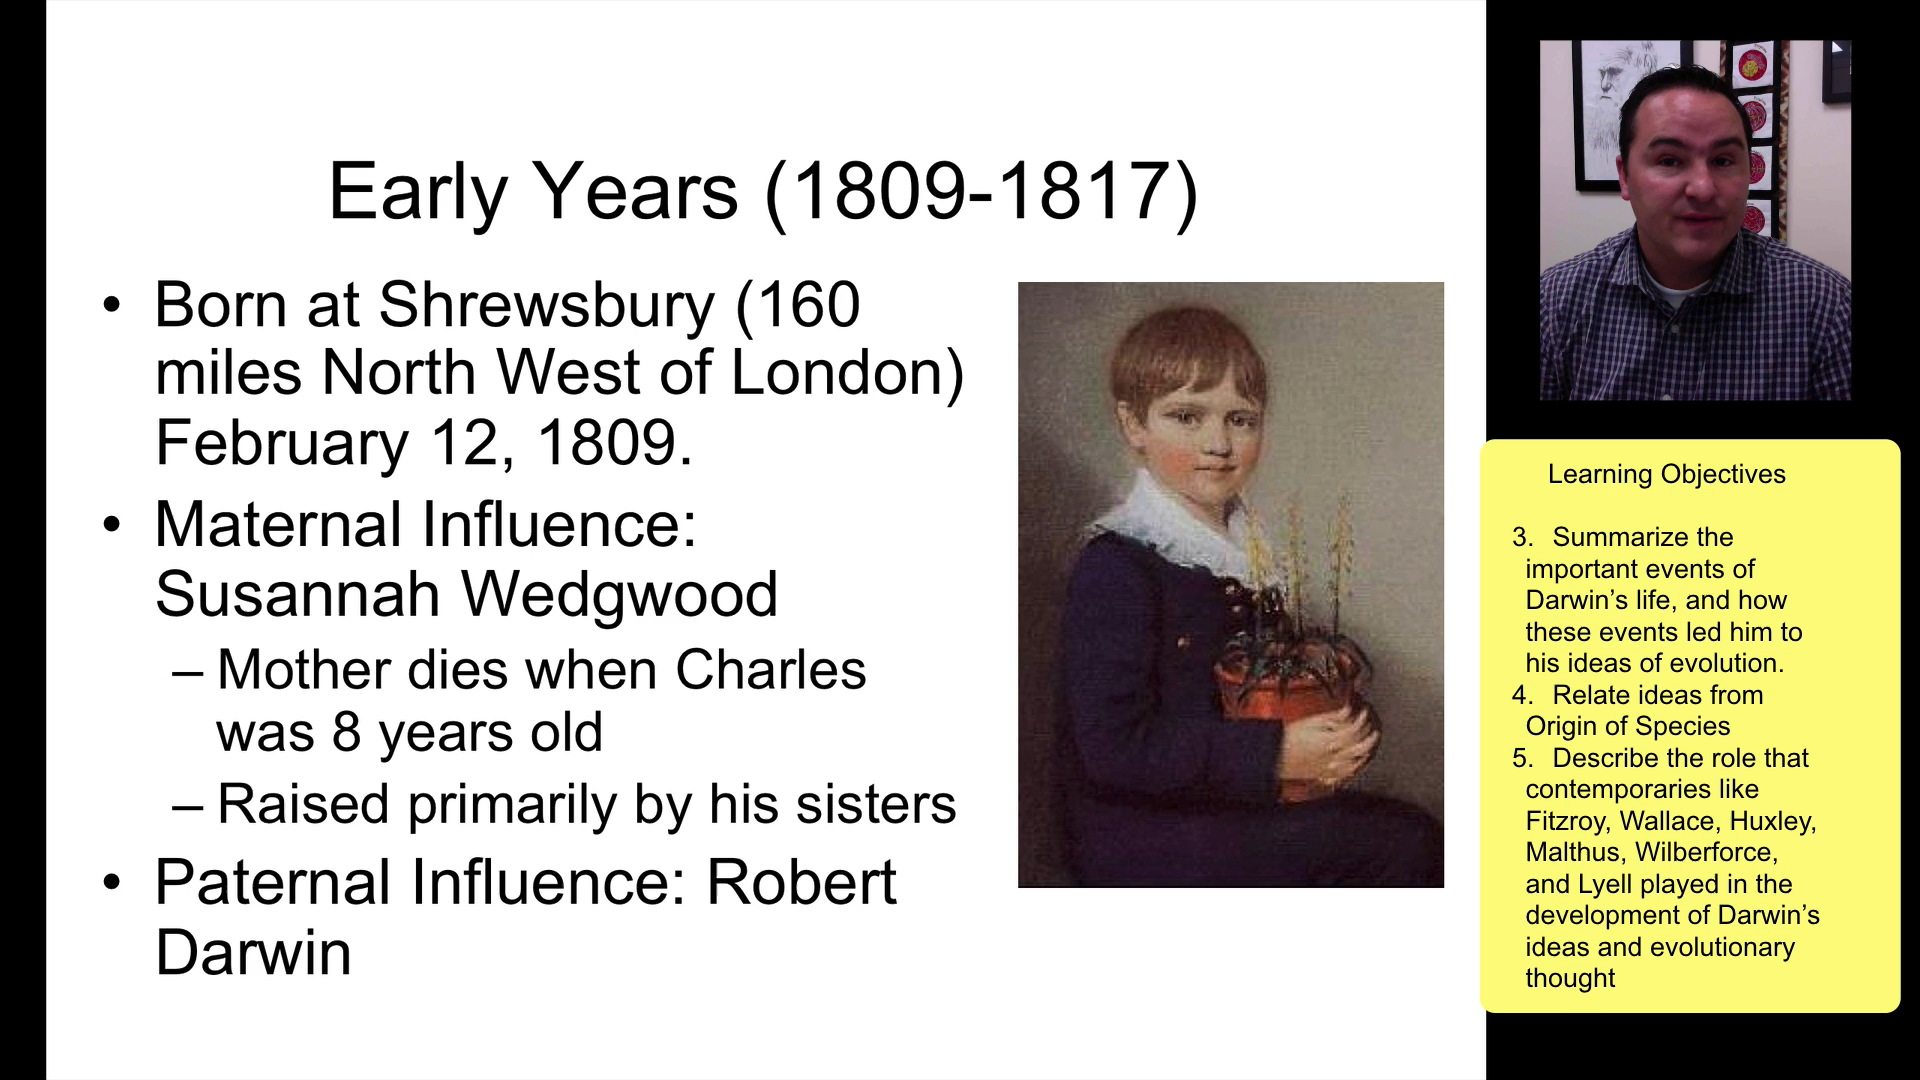 Early Years (1809-1817)
• Born at Shrewsbury (160
miles North West of London)
February 12, 1809.
• Maternal Influence:
Susannah Wedgwood
– Mother dies when Charles
was 8 years old
– Raised primarily by his sisters
• Paternal Influence: Robert
Darwin
Learning Objectives
3. Summarize the
important events of
Darwin’s life, and how
these events led him to
his ideas of evolution.
4. Relate ideas from
Origin of Species
5. Describe the role that
contemporaries like
Fitzroy, Wallace, Huxley,
Malthus, Wilberforce,
and Lyell played in the
development of Darwin’s
ideas and evolutionary
thought